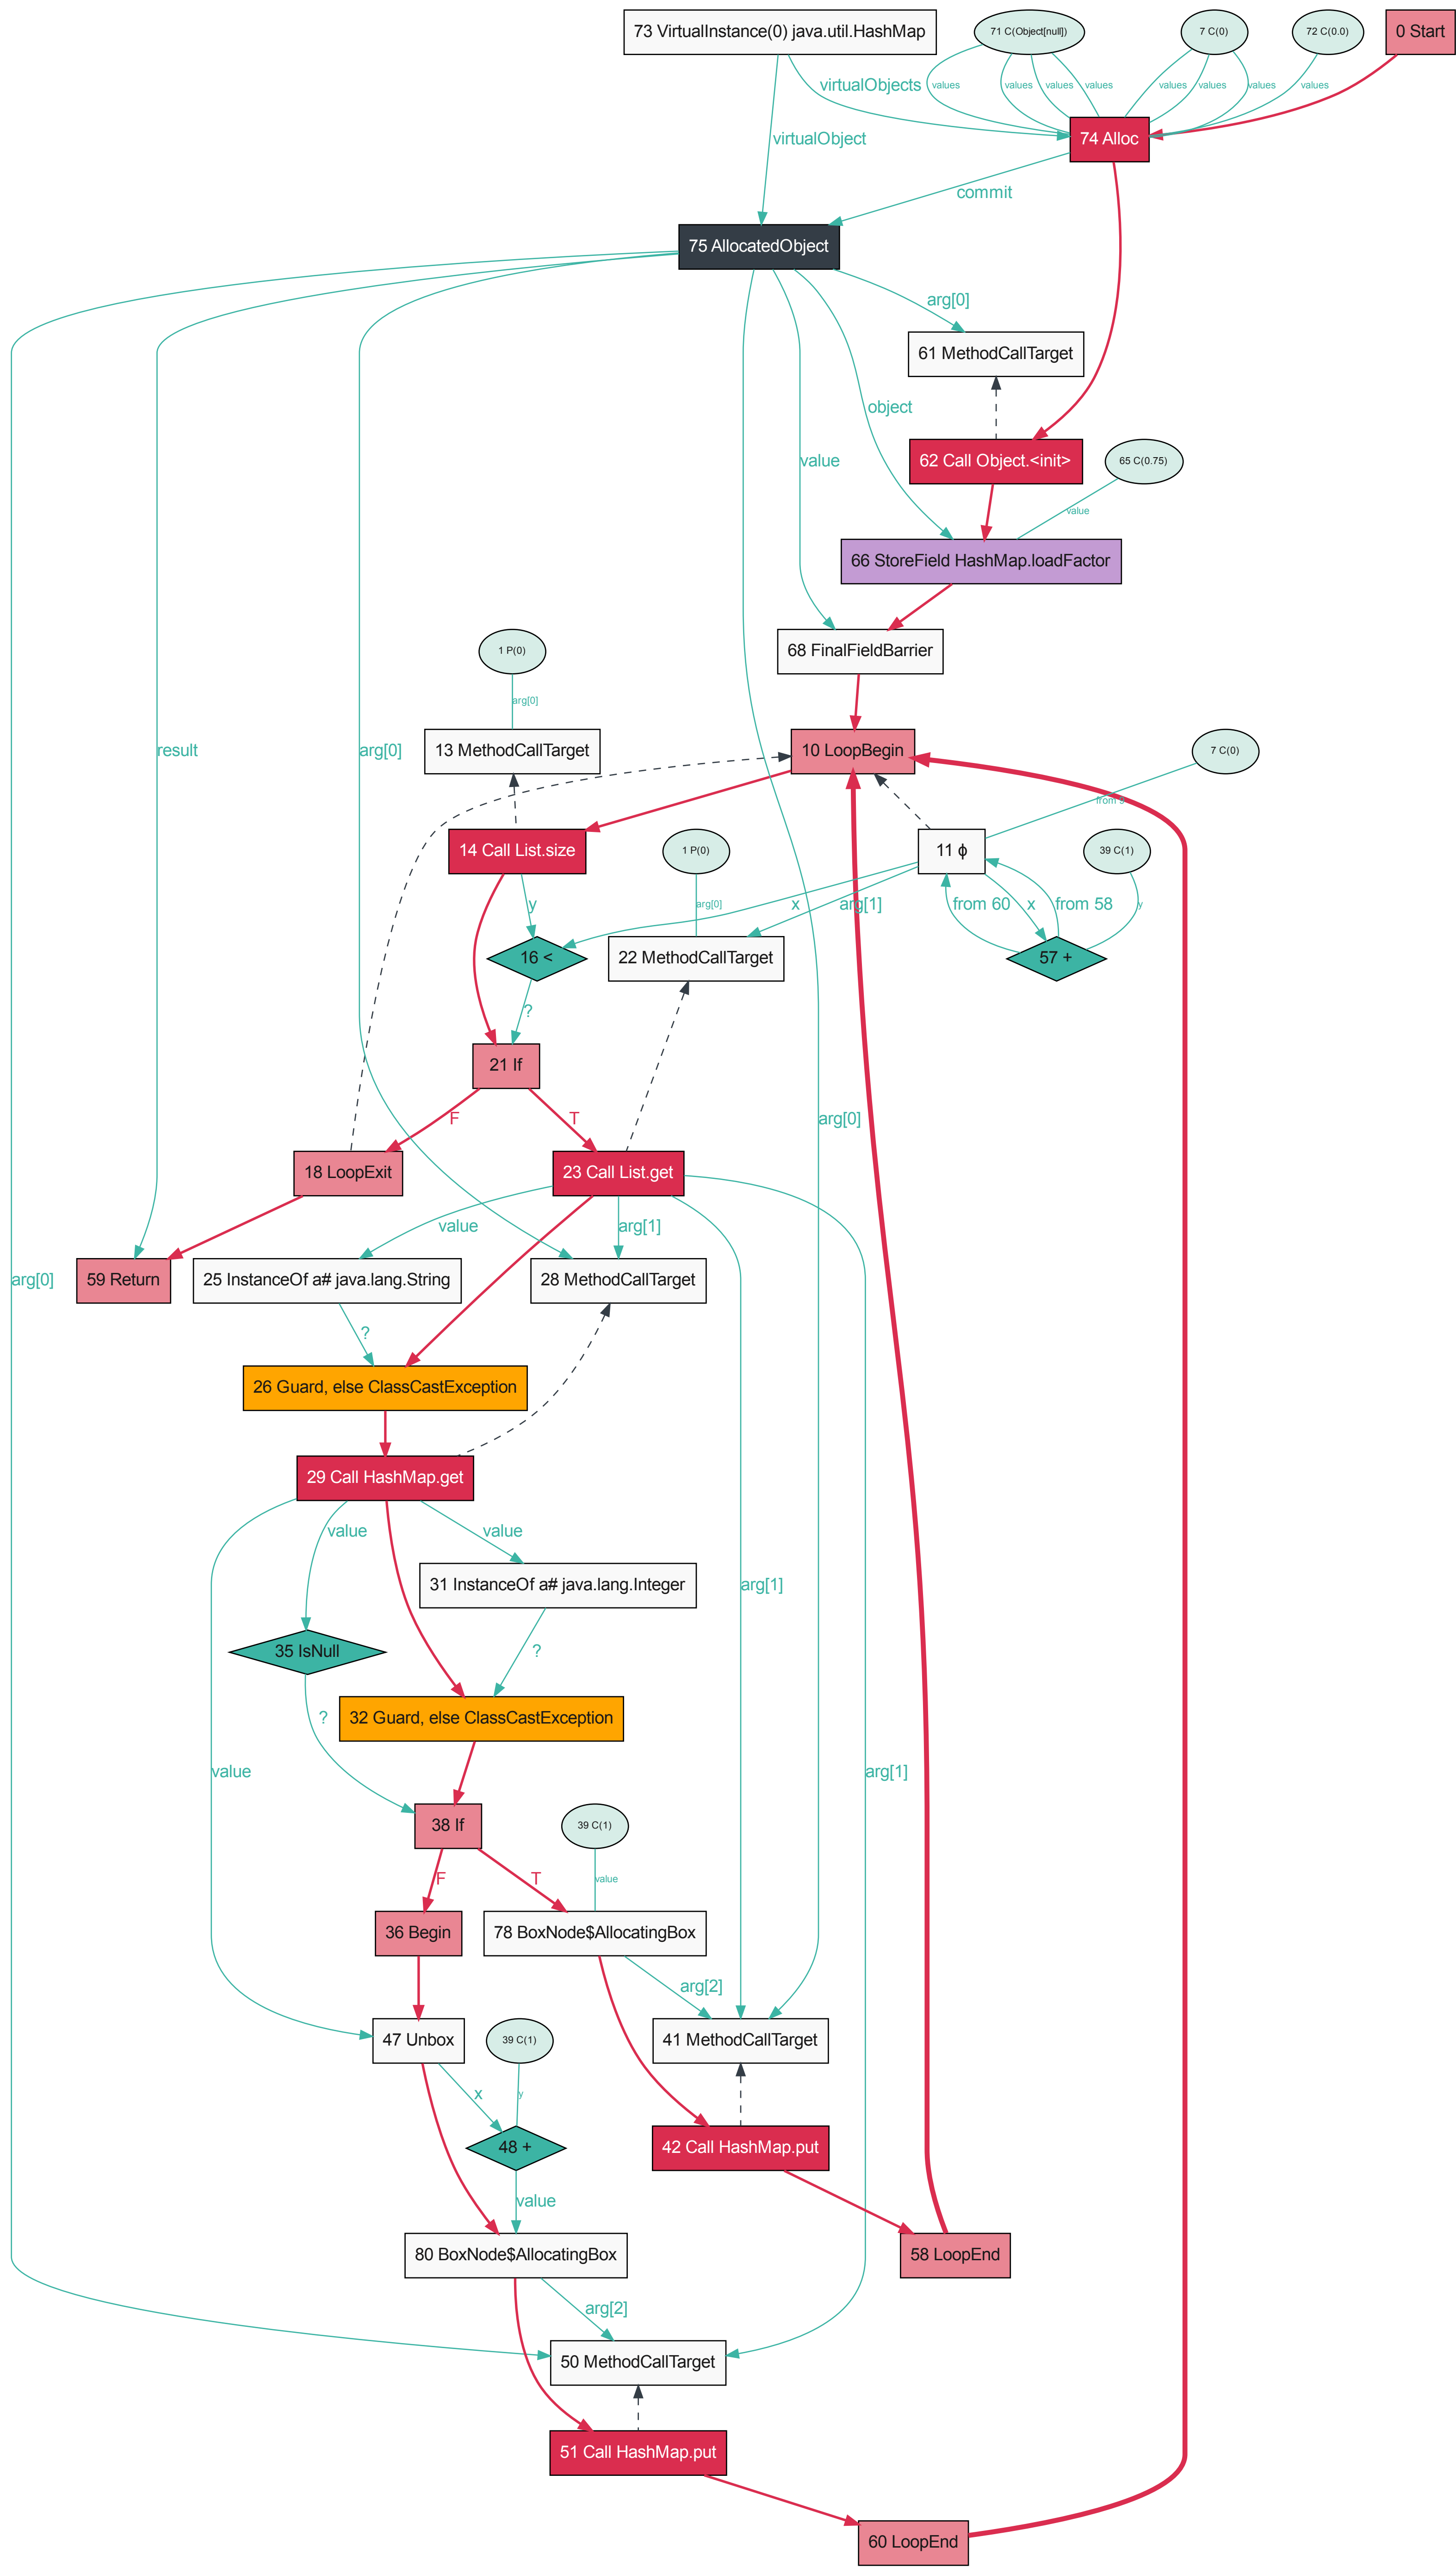 73 VirtualInstance(0) java.util.HashMap
71 C(Object[null])
7 C(0)
72 C(0.0)
0 Start
virtualObjects
values
values
values
values
values
values
values
values
virtualObject
74 Alloc
commit
75 AllocatedObject
arg[0]
61 MethodCallTarget
object
value
62 Call Object.<init>
65 C(0.75)
value
66 StoreField HashMap.loadFactor
1 P(0)
68 FinalFieldBarrier
arg[0]
result
arg[0]
13 MethodCallTarget
10 LoopBegin
7 C(0)
14 Call List.size
1 P(0)
11 ϕ
39 C(1)
y
arg[0]
x
arg[1]
from 60
x
from 58
y
16 <
22 MethodCallTarget
57 +
?
21 If
F
T
arg[0]
18 LoopExit
23 Call List.get
value
arg[1]
arg[0]
59 Return
25 InstanceOf a# java.lang.String
28 MethodCallTarget
?
26 Guard, else ClassCastException
29 Call HashMap.get
value
value
31 InstanceOf a# java.lang.Integer
arg[1]
35 IsNull
?
32 Guard, else ClassCastException
?
value
arg[1]
38 If
39 C(1)
F
T
value
36 Begin
78 BoxNode$AllocatingBox
arg[2]
47 Unbox
39 C(1)
41 MethodCallTarget
x
y
48 +
42 Call HashMap.put
value
80 BoxNode$AllocatingBox
58 LoopEnd
arg[2]
50 MethodCallTarget
51 Call HashMap.put
60 LoopEnd